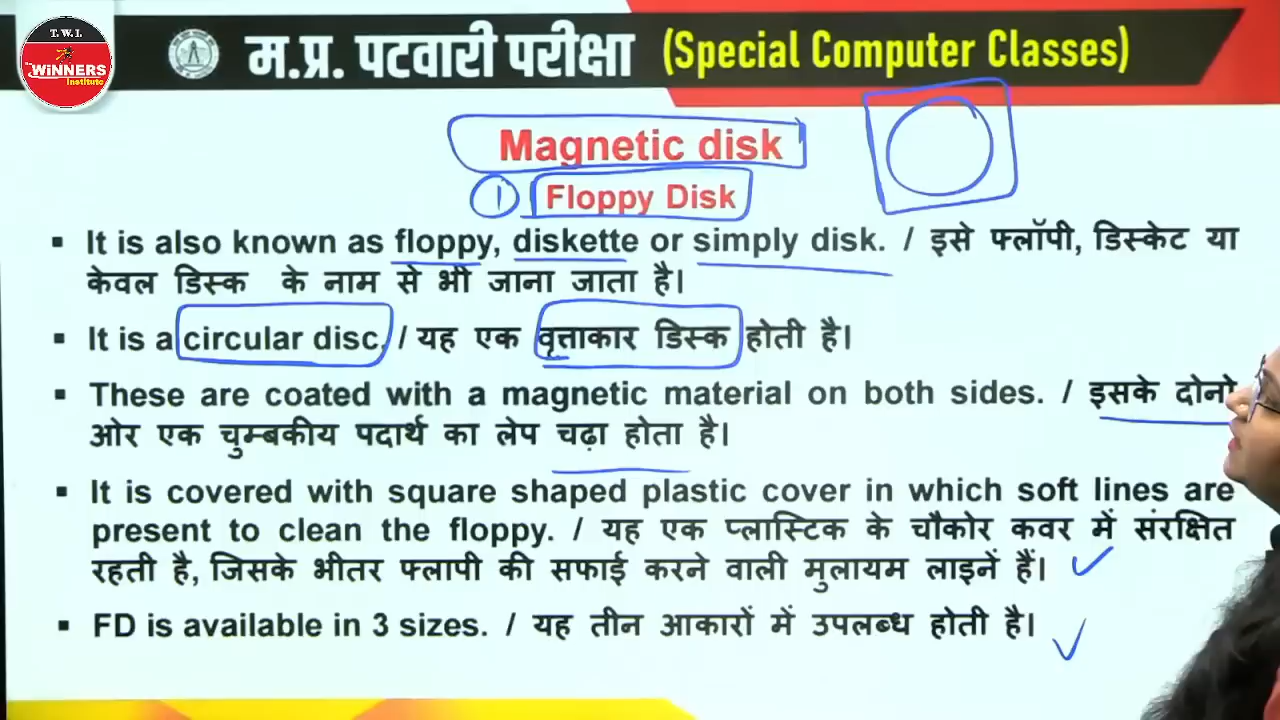 T.W.I.
WiNNERS
institute
म.प्र. पटवारी परीक्षा (Special Computer Classes)
Magnetic disk
1 Floppy Disk
▪ It is also known as floppy, diskette or simply disk. / इसे फ्लॉपी, डिस्केट या
केवल डिस्क के नाम से भी जाना जाता है।
▪ It is a circular disc. / यह एक वृत्ताकार डिस्क होती है।
▪ These are coated with a magnetic material on both sides. / इसके दोनो
ओर एक चुम्बकीय पदार्थ का लेप चढ़ा होता है।
▪ It is covered with square shaped plastic cover in which soft lines are
present to clean the floppy. / यह एक प्लास्टिक के चौकोर कवर में संरक्षित
रहती है, जिसके भीतर फ्लापी की सफाई करने वाली मुलायम लाइनें हैं।
▪ FD is available in 3 sizes. / यह तीन आकारों में उपलब्ध होती है।